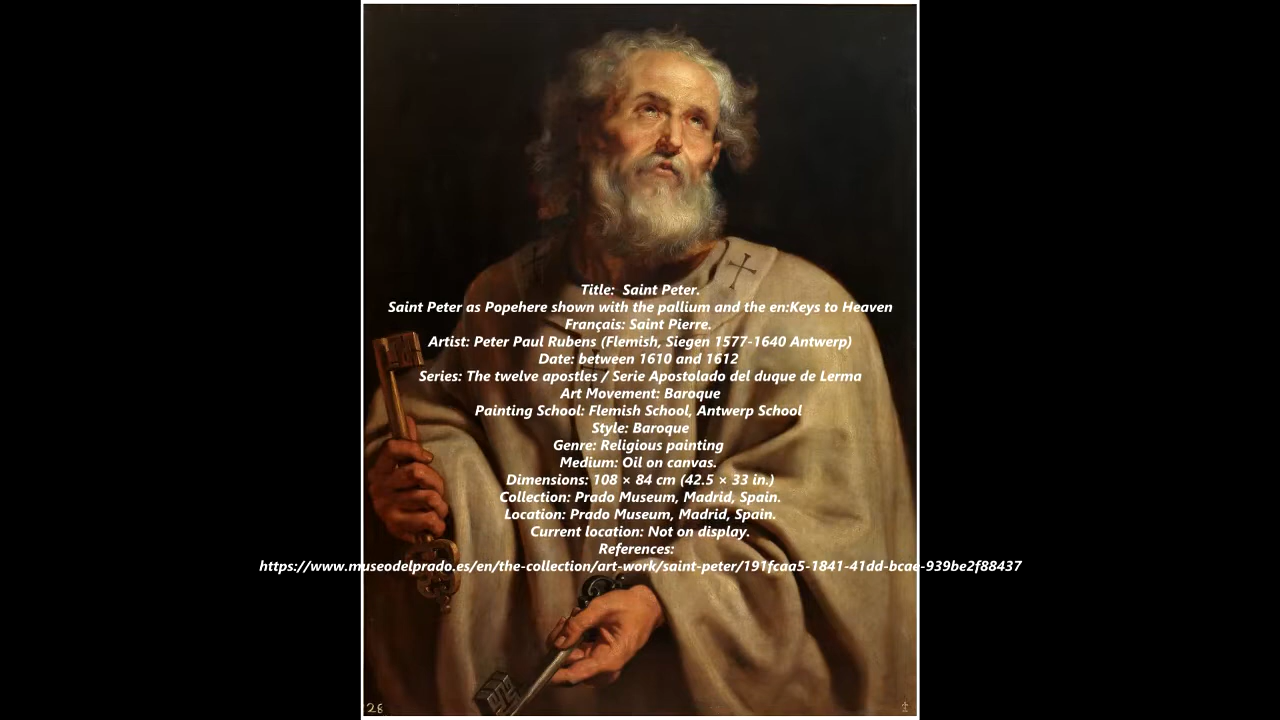 Title:  Saint Peter.
Saint Peter as Popehere shown with the pallium and the en:Keys to Heaven
Français: Saint Pierre.
Artist: Peter Paul Rubens (Flemish, Siegen 1577-1640 Antwerp)
Date: between 1610 and 1612
Series: The twelve apostles / Serie Apostolado del duque de Lerma
Art Movement: Baroque
Painting School: Flemish School, Antwerp School
Style: Baroque
Genre: Religious painting
Medium: Oil on canvas.
Dimensions: 108 × 84 cm (42.5 × 33 in.)
Collection: Prado Museum, Madrid, Spain.
Location: Prado Museum, Madrid, Spain.
Current location: Not on display.
References:
https://www.museodelprado.es/en/the-collection/art-work/saint-peter/191fcaa5-1841-41dd-bcae-939be2f88437
28